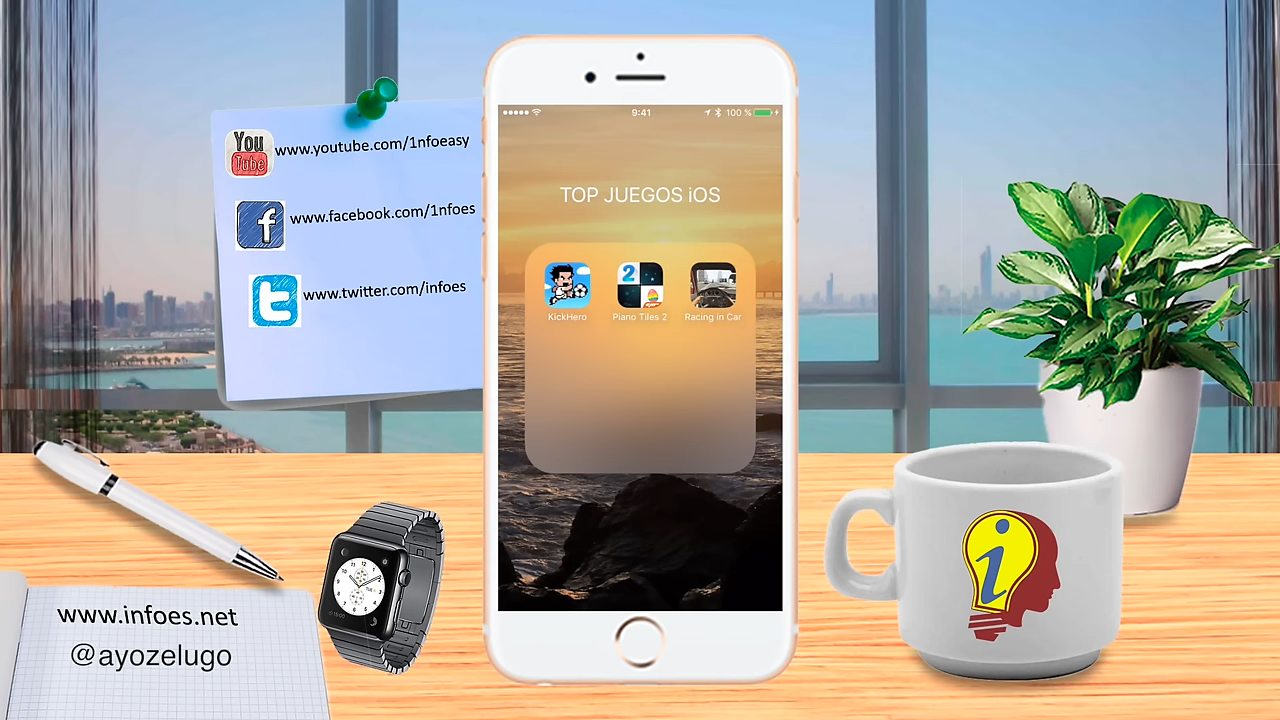 You
Tube
www.youtube.com/1nfoeasy
f
www.facebook.com/1nfoes
t
www.twitter.com/infoes
9:41
100 %
TOP JUEGOS iOS
2
KickHero
Piano Tiles 2
Racing in Car
i
www.infoes.net
@ayozelugo